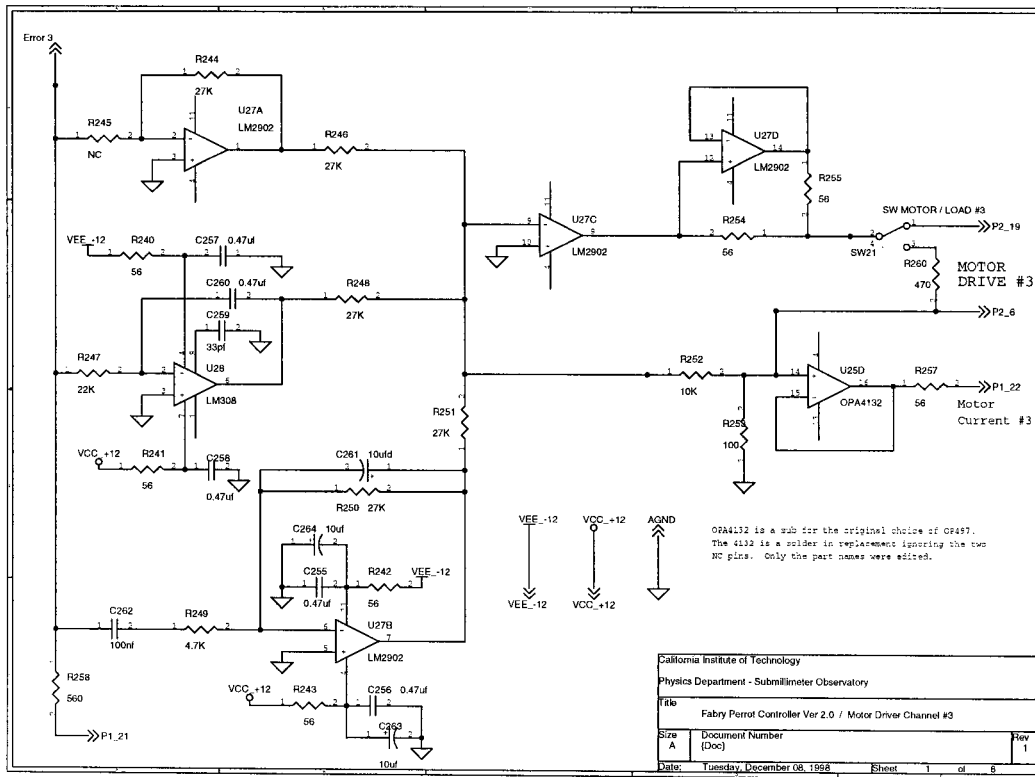 Error 3
R244
27K
U27A
LM2902
R245
NC
R246
27K
U27D
LM2902
R255
56
U27C
LM2902
R254
56
SW MOTOR / LOAD #3
SW21
P2_19
R260
470
MOTOR
DRIVE #3
P2_6
VEE_-12
R240
56
C257 0.47uf
C260 0.47uf
C259
33pf
R248
27K
R247
22K
U28
LM308
R252
10K
U25D
OPA4132
R257
56
P1_22
Motor
Current #3
100
R251
27K
VCC_+12
R241
56
C258
0.47uf
C261 10ufd
R250 27K
C264 10uf
C255
0.47uf
R242
56
VEE_-12
VEE_-12
VCC_+12
AGND
VEE_-12
VCC_+12
OPA4132 is a sub for the original choice of OP497.
The 4132 is a solder in replacement ignoring the two
NC pins. Only the part names were edited.
C262
100nf
R249
4.7K
U27B
LM2902
R258
560
P1_21
VCC_+12
R243
56
C256 0.47uf
C263
10uf
California Institute of Technology
Physics Department - Submillimeter Observatory
Title
Fabry Perrot Controller Ver 2.0 / Motor Driver Channel #3
Size
A
Document Number
{Doc}
Rev
1
Date: Tuesday, December 08, 1998 Sheet 1 of 6